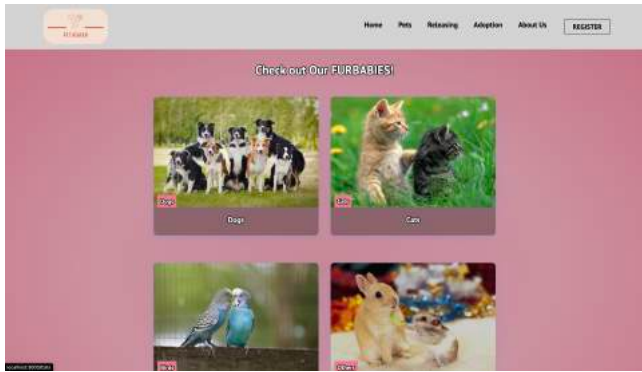 Home Pets Releasing Adoption About Us REGISTER
Check out Our FURBABIES!
Dogs
Cats
Dogs
Cats
Birds
Others